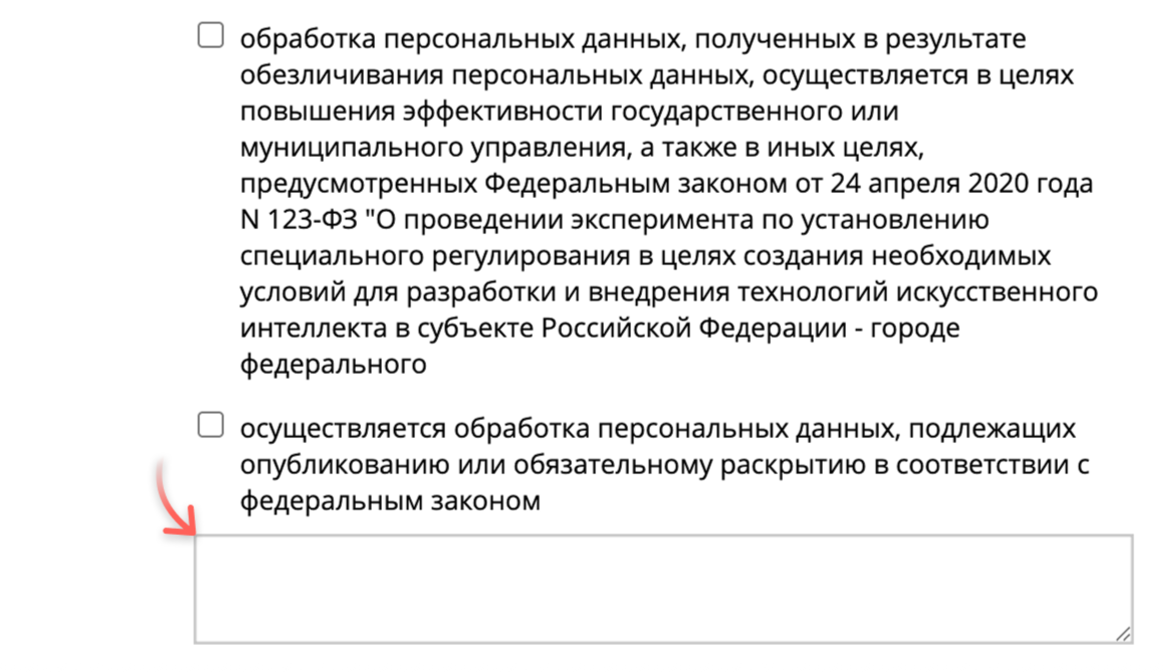 обработка персональных данных, полученных в результате
обезличивания персональных данных, осуществляется в целях
повышения эффективности государственного или
муниципального управления, а также в иных целях,
предусмотренных Федеральным законом от 24 апреля 2020 года
N 123-ФЗ "О проведении эксперимента по установлению
специального регулирования в целях создания необходимых
условий для разработки и внедрения технологий искусственного
интеллекта в субъекте Российской Федерации - городе
федерального
осуществляется обработка персональных данных, подлежащих
опубликованию или обязательному раскрытию в соответствии с
федеральным законом